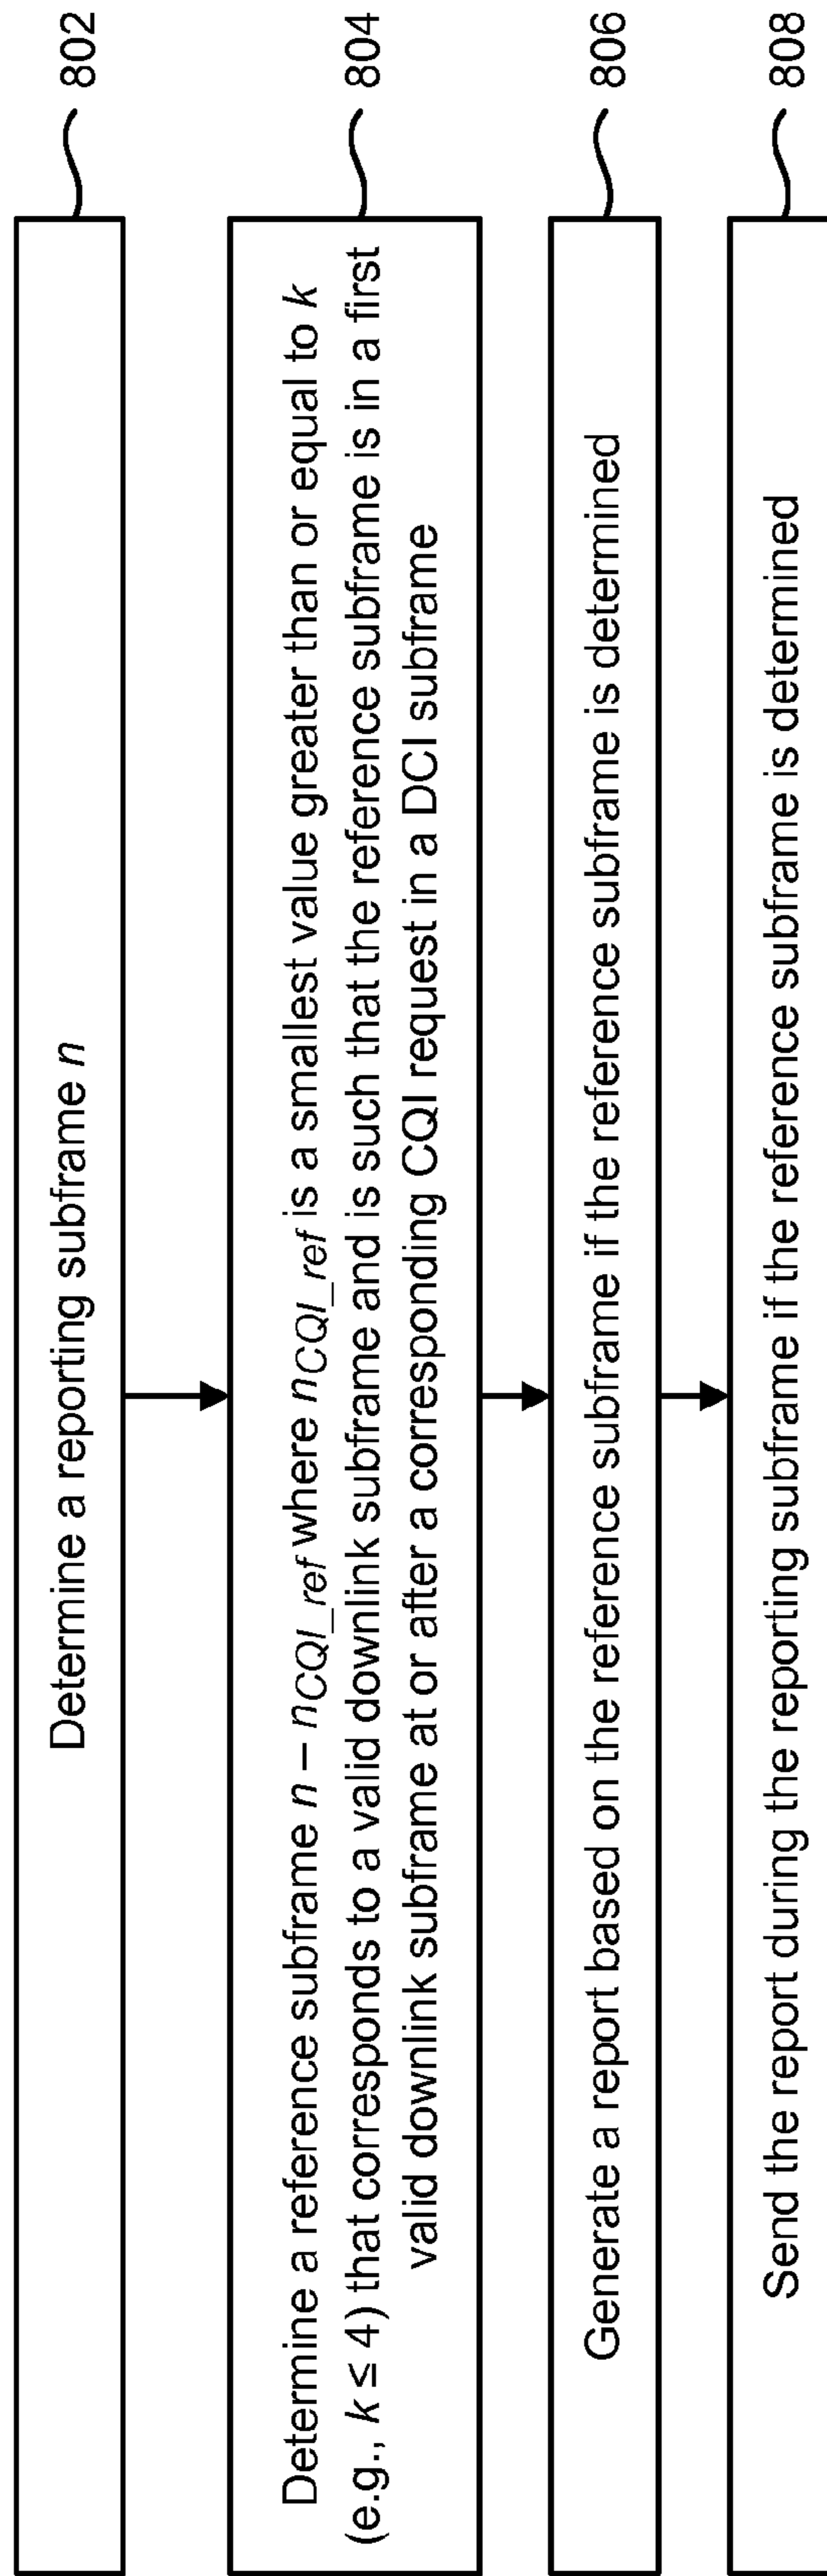 802
Determine a reporting subframe n
804
Determine a reference subframe n – nCQI_ref where nCQI_ref is a smallest value greater than or equal to k
(e.g., k ≤ 4) that corresponds to a valid downlink subframe and is such that the reference subframe is in a first
valid downlink subframe at or after a corresponding CQI request in a DCI subframe
806
Generate a report based on the reference subframe if the reference subframe is determined
808
Send the report during the reporting subframe if the reference subframe is determined